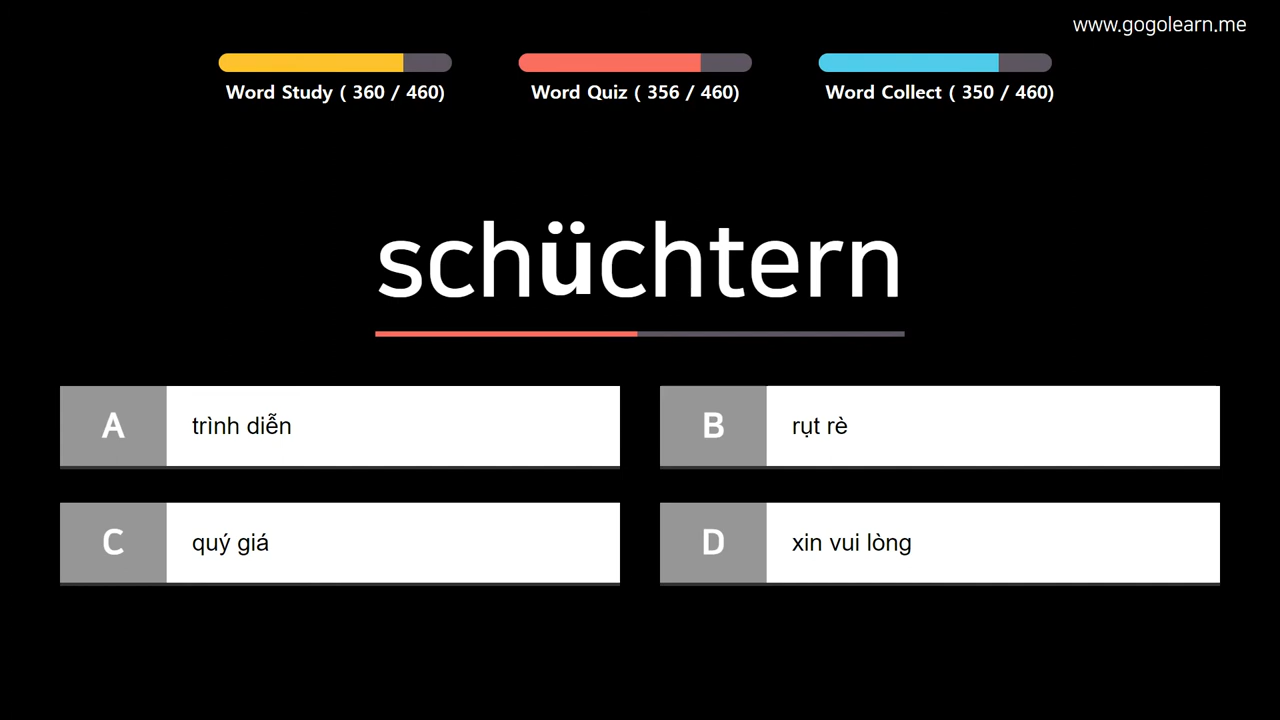 www.gogolearn.me
Word Study ( 360 / 460)
Word Quiz ( 356 / 460)
Word Collect ( 350 / 460)
schüchtern
A trình diễn
B rụt rè
C quý giá
D xin vui lòng